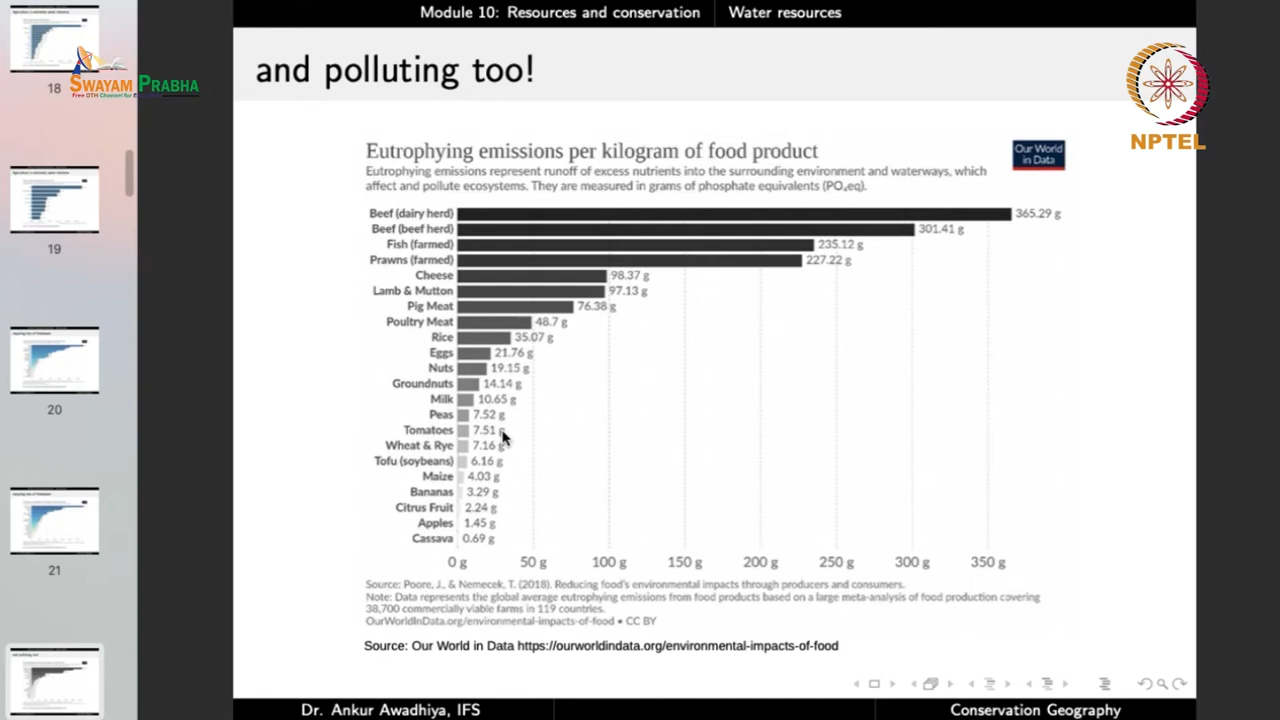 Module 10: Resources and conservation
Water resources
and polluting too!
18
SWAYAM PRABHA
NPTEL
19
20
21
Eutrophying emissions per kilogram of food product
Our World
in Data
Eutrophying emissions represent runoff of excess nutrients into the surrounding environment and waterways, which
affect and pollute ecosystems. They are measured in grams of phosphate equivalents (PO₄eq).
Beef (dairy herd) 365.29 g
Beef (beef herd) 301.41 g
Fish (farmed) 235.12 g
Prawns (farmed) 227.22 g
Cheese 98.37 g
Lamb & Mutton 97.13 g
Pig Meat 76.38 g
Poultry Meat 48.7 g
Rice 35.07 g
Eggs 21.76 g
Nuts 19.15 g
Groundnuts 14.14 g
Milk 10.65 g
Peas 7.52 g
Tomatoes 7.51 g
Wheat & Rye 7.16 g
Tofu (soybeans) 6.16 g
Maize 4.03 g
Bananas 3.29 g
Citrus Fruit 2.24 g
Apples 1.45 g
Cassava 0.69 g
0 g 50 g 100 g 150 g 200 g 250 g 300 g 350 g
Source: Poore, J., & Nemecek, T. (2018). Reducing food's environmental impacts through producers and consumers.
Note: Data represents the global average eutrophying emissions from food products based on a large meta-analysis of food production covering
38,700 commercially viable farms in 119 countries.
OurWorldInData.org/environmental-impacts-of-food • CC BY
Source: Our World in Data https://ourworldindata.org/environmental-impacts-of-food
Dr. Ankur Awadhiya, IFS
Conservation Geography